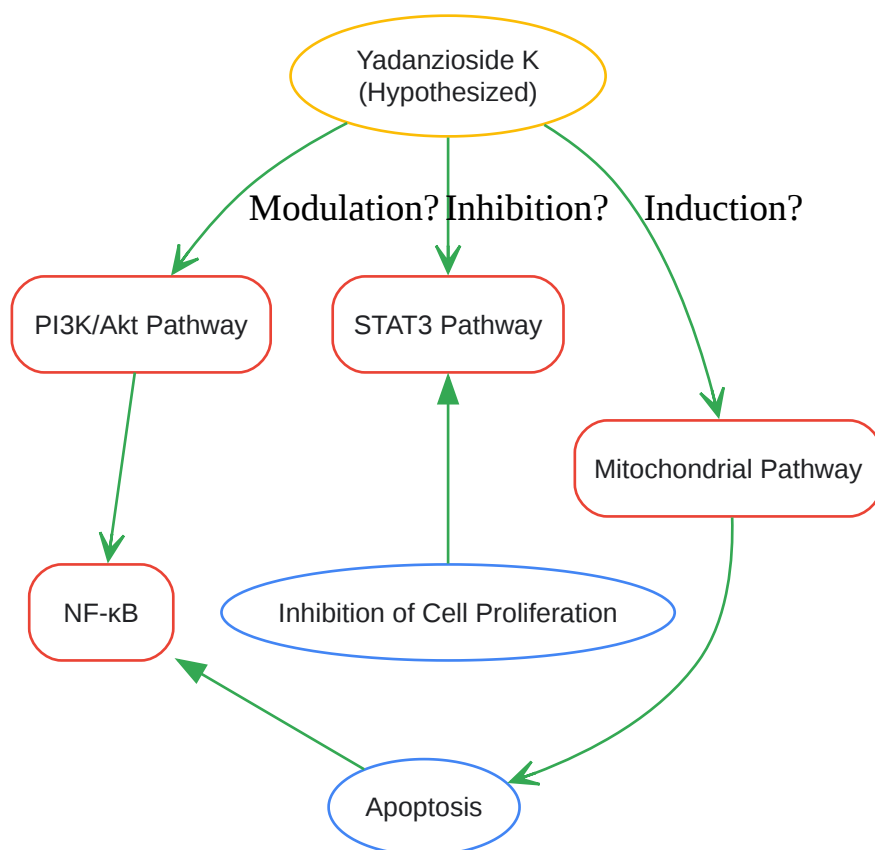 Yadanzioside K
(Hypothesized)
Modulation?
Inhibition?
Induction?
PI3K/Akt Pathway
STAT3 Pathway
Mitochondrial Pathway
NF-κB
Inhibition of Cell Proliferation
Apoptosis